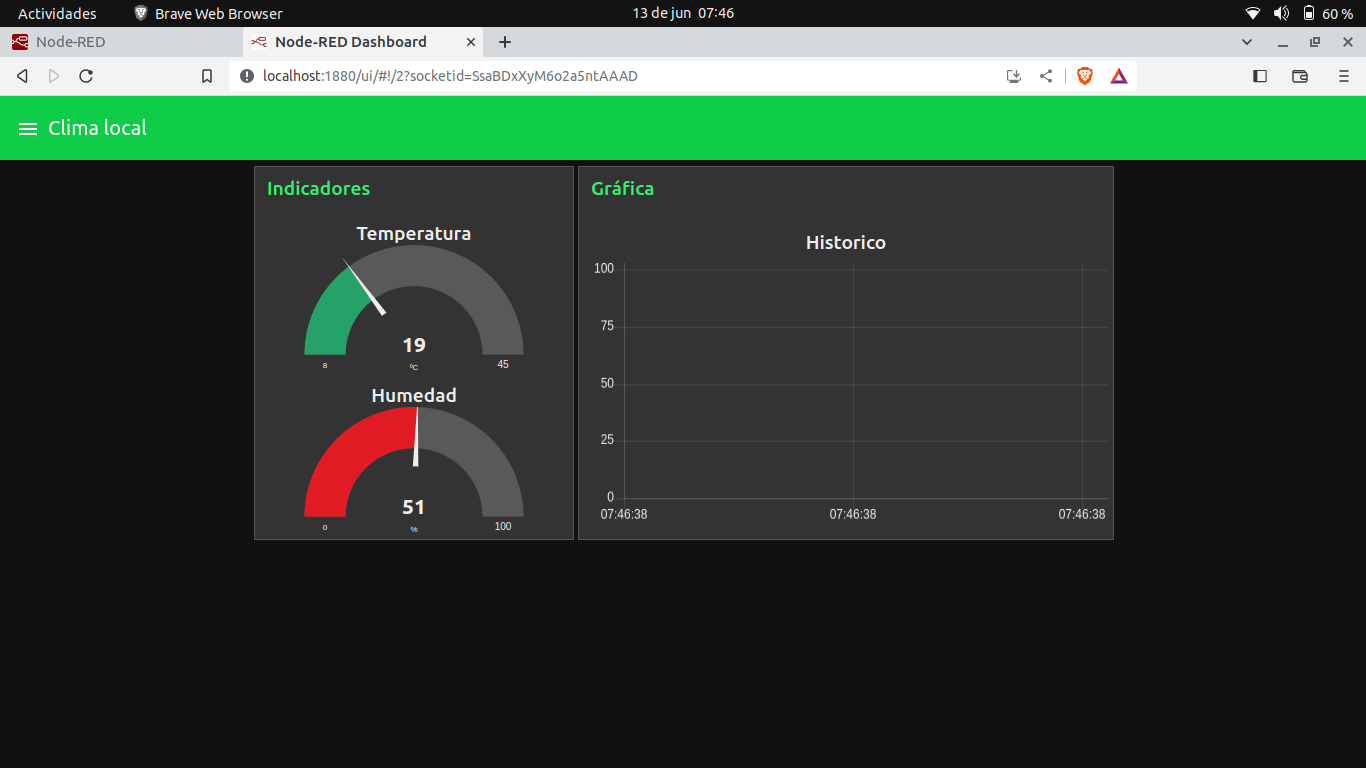 Actividades
Brave Web Browser
13 de jun 07:46
60 %
Node-RED
Node-RED Dashboard
localhost:1880/ui/#!/2?socketid=SsaBDxXyM6o2a5ntAAAD
Clima local
Indicadores
Temperatura
19
8
ºC
45
Humedad
51
0
%
100
Gráfica
Historico
100
75
50
25
0
07:46:38
07:46:38
07:46:38